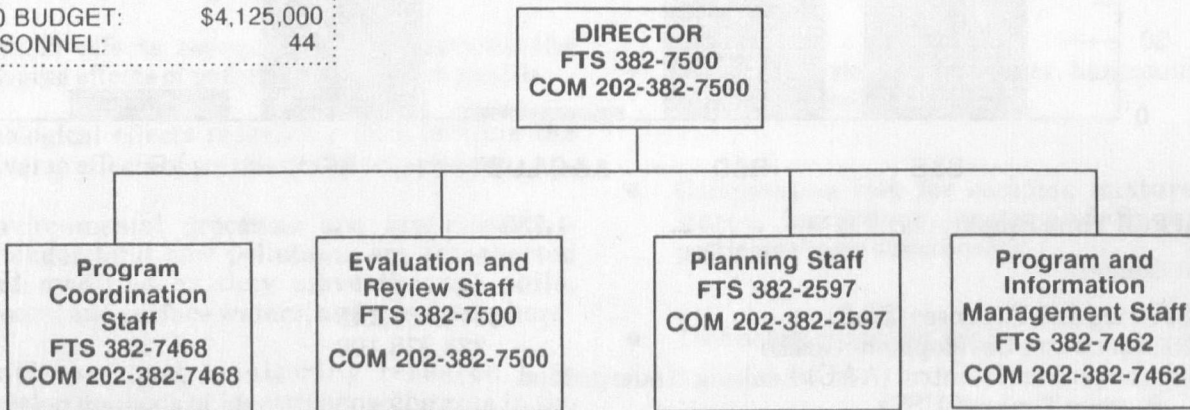 0 BUDGET: $4,125,000
SONNEL: 44
DIRECTOR
FTS 382-7500
COM 202-382-7500
Program
Coordination
Staff
FTS 382-7468
COM 202-382-7468
Evaluation and
Review Staff
FTS 382-7500
COM 202-382-7500
Planning Staff
FTS 382-2597
COM 202-382-2597
Program and
Information
Management Staff
FTS 382-7462
COM 202-382-7462